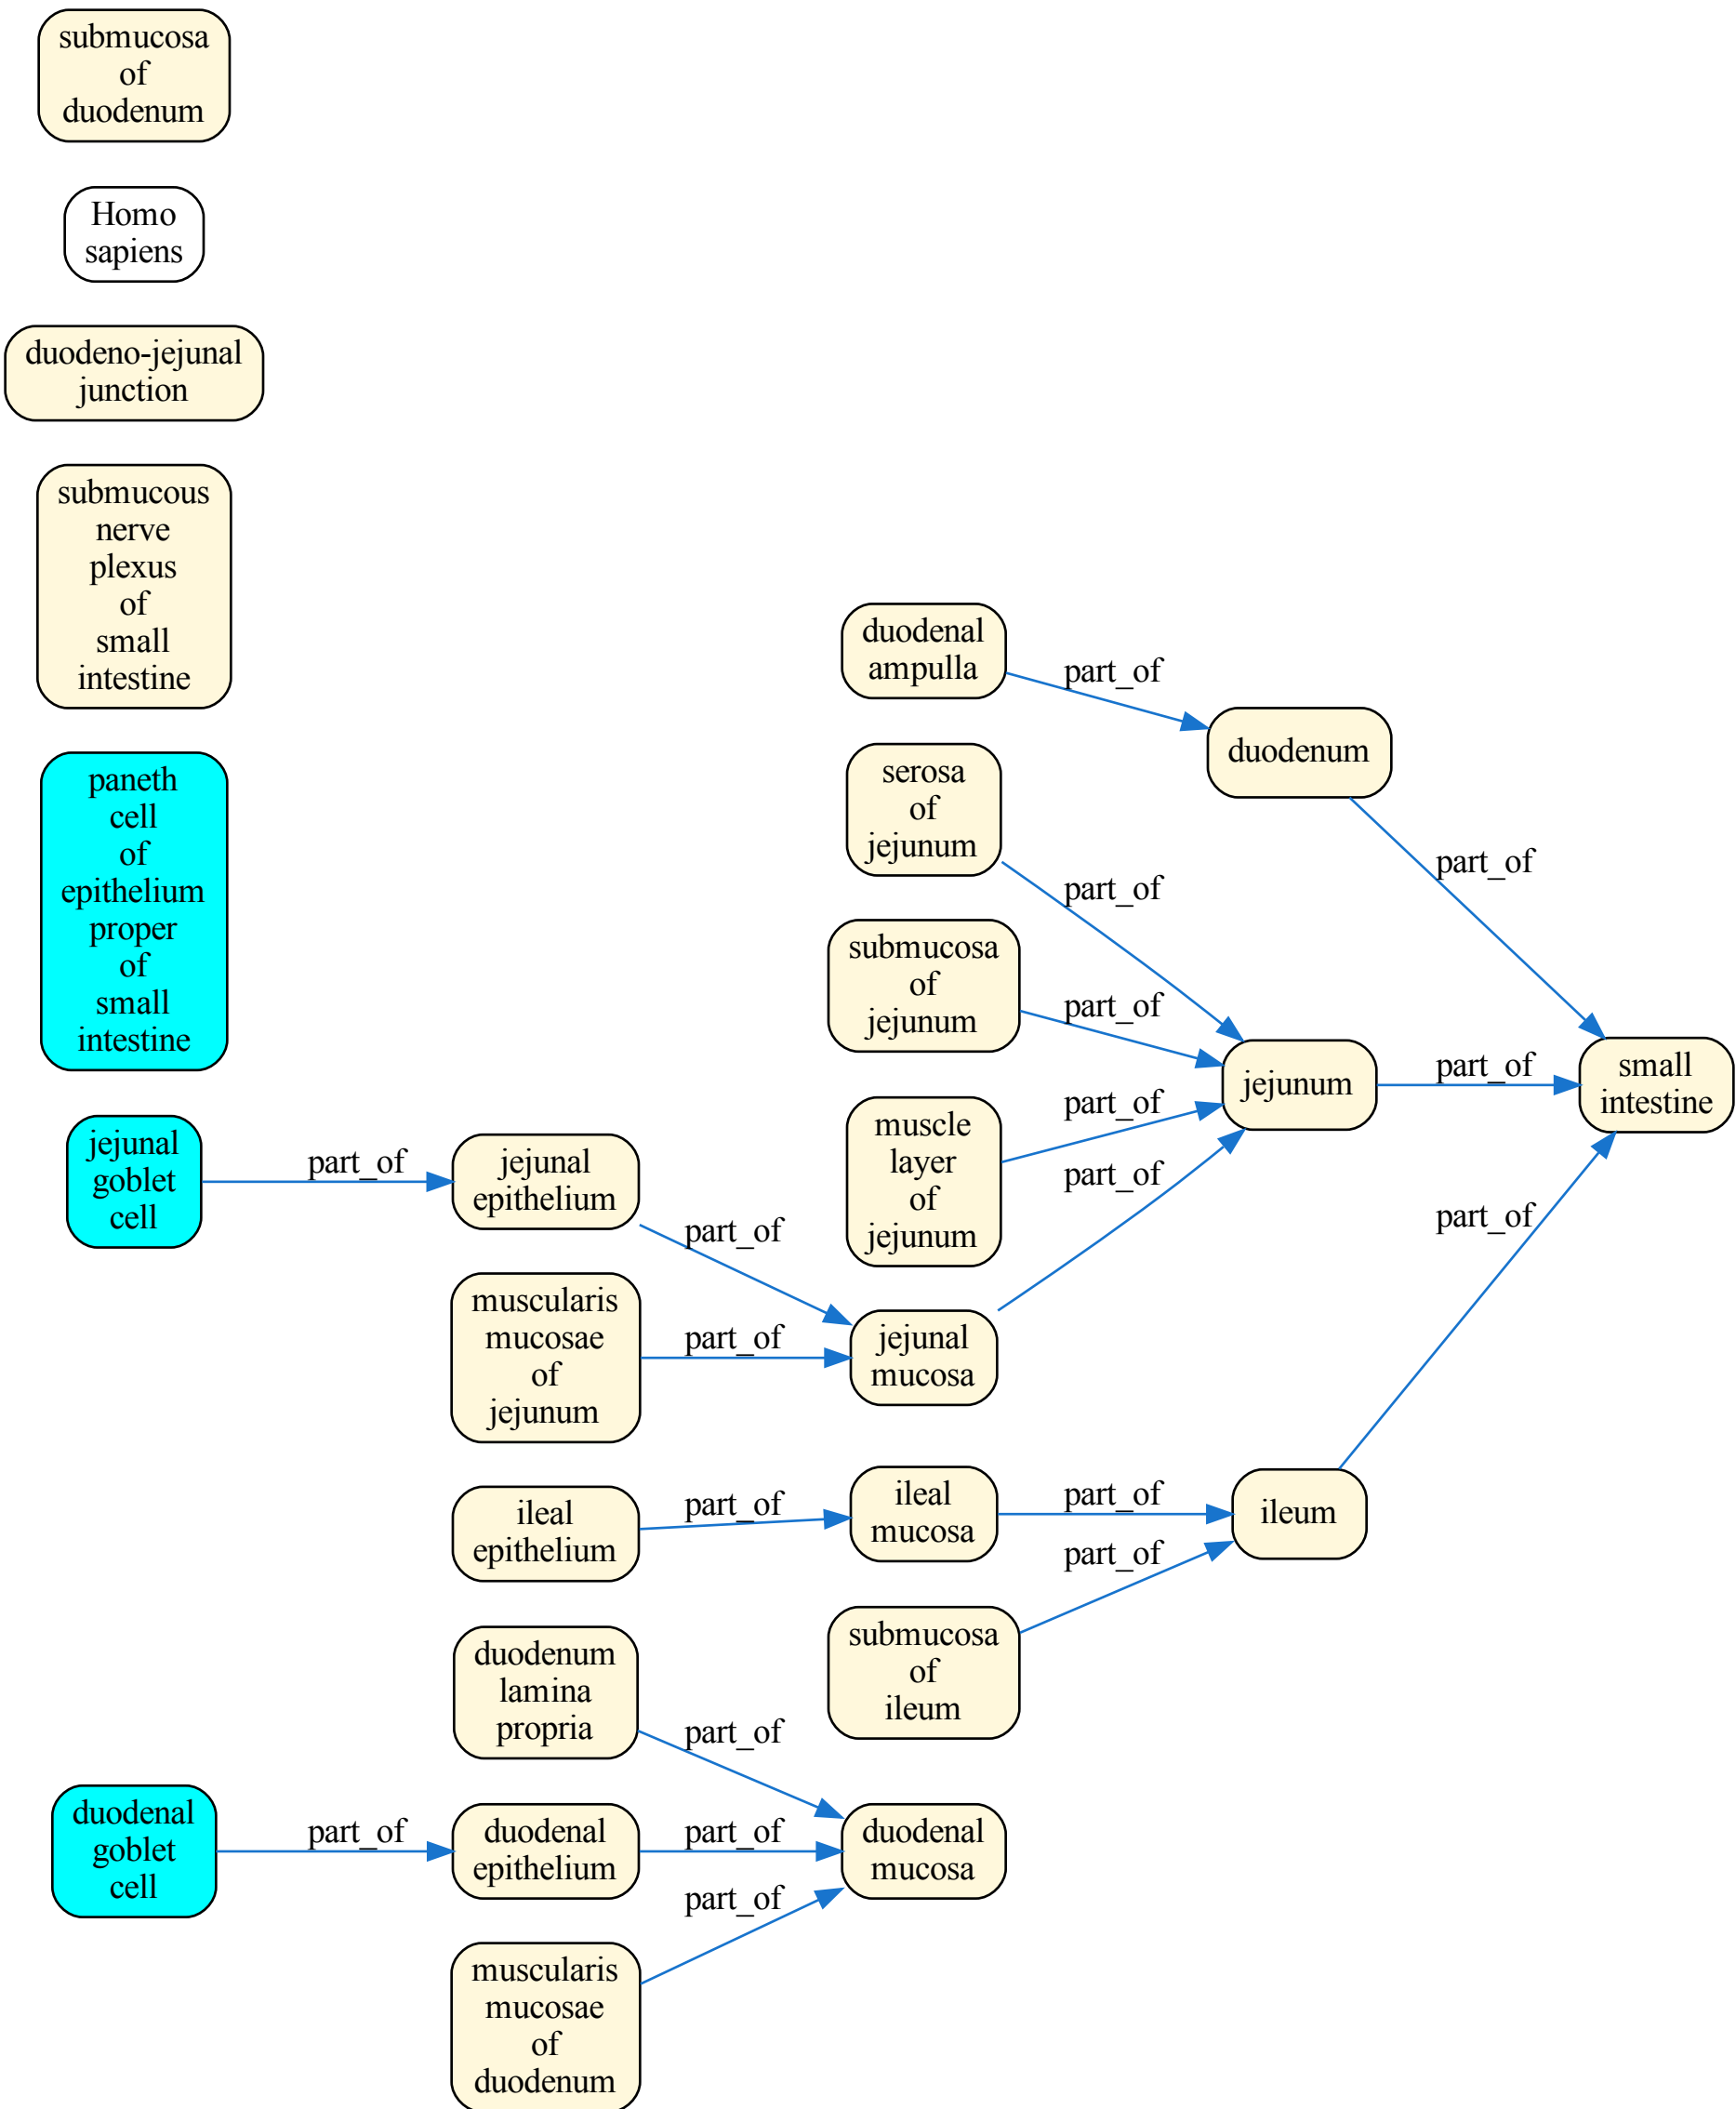 submucosa
of
duodenum
Homo
sapiens
duodeno-jejunal
junction
submucous
nerve
plexus
of
small
intestine
paneth
cell
of
epithelium
proper
of
small
intestine
jejunal
goblet
cell
part_of
jejunal
epithelium
part_of
muscularis
mucosae
of
jejunum
part_of
jejunal
mucosa
part_of
duodenal
ampulla
part_of
duodenum
part_of
serosa
of
jejunum
part_of
submucosa
of
jejunum
part_of
muscle
layer
of
jejunum
part_of
jejunum
part_of
small
intestine
ileal
epithelium
part_of
ileal
mucosa
part_of
ileum
part_of
submucosa
of
ileum
part_of
duodenum
lamina
propria
part_of
duodenal
goblet
cell
part_of
duodenal
epithelium
part_of
duodenal
mucosa
muscularis
mucosae
of
duodenum
part_of